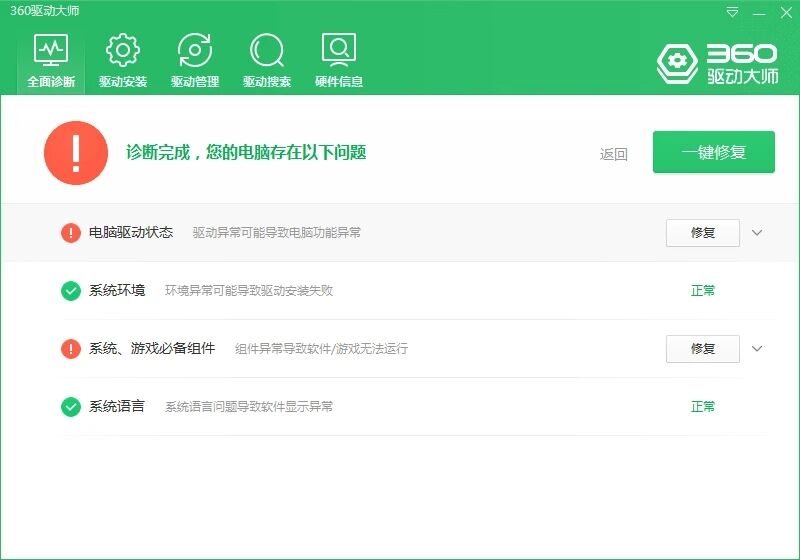 360驱动大师
全面诊断 驱动安装 驱动管理 驱动搜索 硬件信息
360
驱动大师
诊断完成，您的电脑存在以下问题 返回 一键修复
电脑驱动状态 驱动异常可能导致电脑功能异常 修复
系统环境 环境异常可能导致驱动安装失败 正常
系统、游戏必备组件 组件异常导致软件/游戏无法运行 修复
系统语言 系统语言问题导致软件显示异常 正常